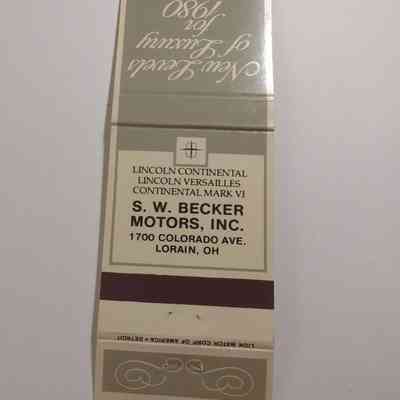 New Levels
of Luxury
for
1980
LINCOLN CONTINENTAL
LINCOLN VERSAILLES
CONTINENTAL MARK VI
S. W. BECKER
MOTORS, INC.
1700 COLORADO AVE.
LORAIN, OH
LION MATCH CORP. OF AMERICA • DETROIT